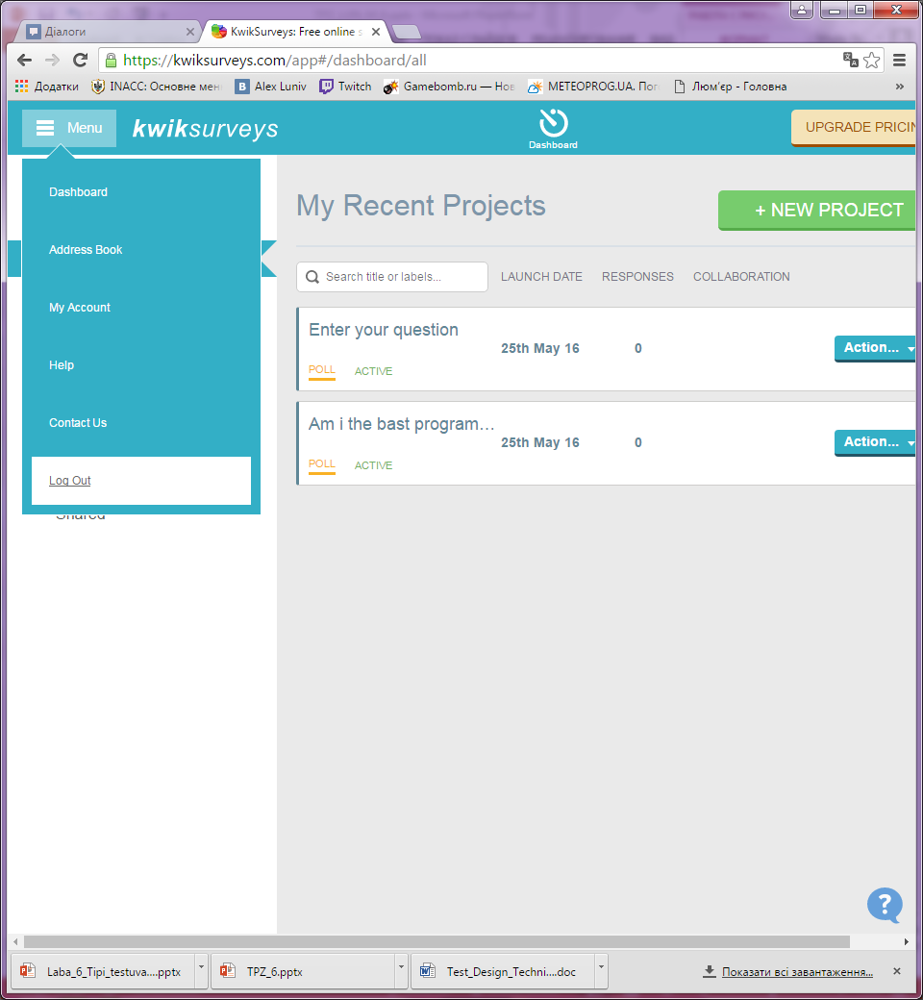 Діалоги
KwikSurveys: Free online s
https://kwiksurveys.com/app#/dashboard/all
Додатки
INACC: Основне мен
Alex Luniv
Twitch
Gamebomb.ru — Нов
METEOPROG.UA. Пог
Люм'єр - Головна
Menu
kwiksurveys
Dashboard
UPGRADE PRICIN
Dashboard
Address Book
My Account
Help
Contact Us
Log Out
Shared
My Recent Projects
+ NEW PROJECT
Search title or labels...
LAUNCH DATE
RESPONSES
COLLABORATION
Enter your question
25th May 16
0
Action...
POLL
ACTIVE
Am i the bast program…
25th May 16
0
Action...
POLL
ACTIVE
?
Laba_6_Tipi_testuva....pptx
TPZ_6.pptx
Test_Design_Techni....doc
Показати всі завантаження...